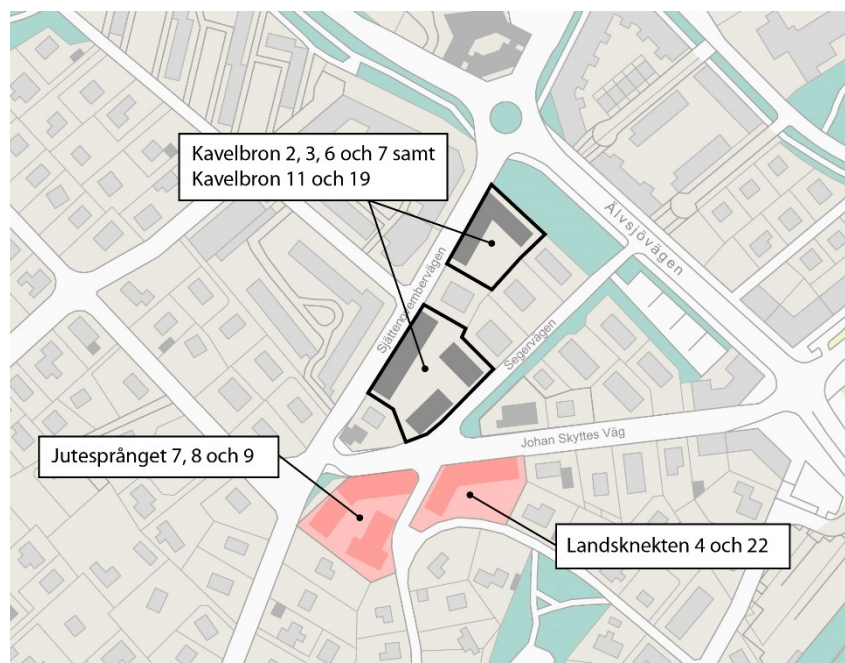 Kavelbron 2, 3, 6 och 7 samt
Kavelbron 11 och 19
Älvsjövägen
Sjättenovembervägen
Segervägen
Johan Skyttes Väg
Jutesprånget 7, 8 och 9
Landsknekten 4 och 22